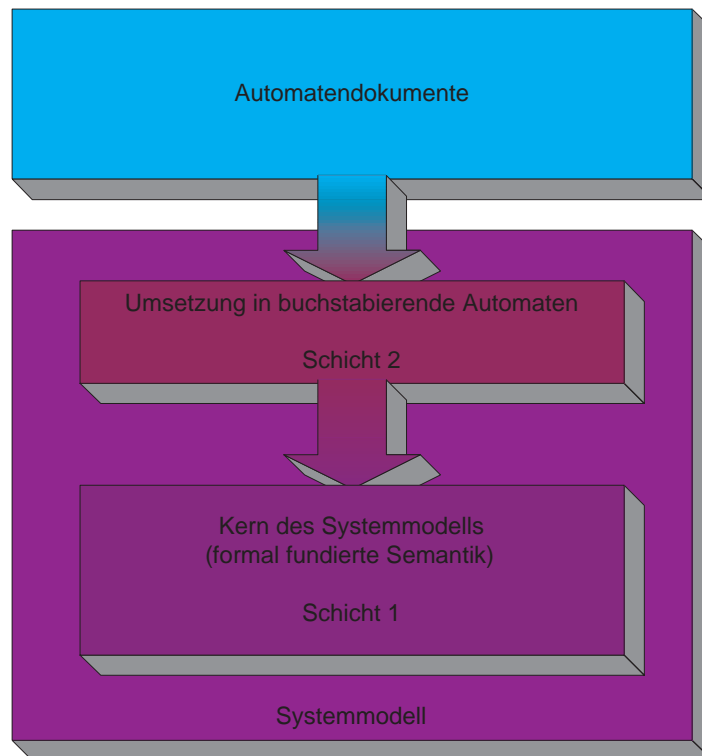 Automatendokumente
Umsetzung in buchstabierende Automaten
Schicht 2
Kern des Systemmodells
(formal fundierte Semantik)
Schicht 1
Systemmodell